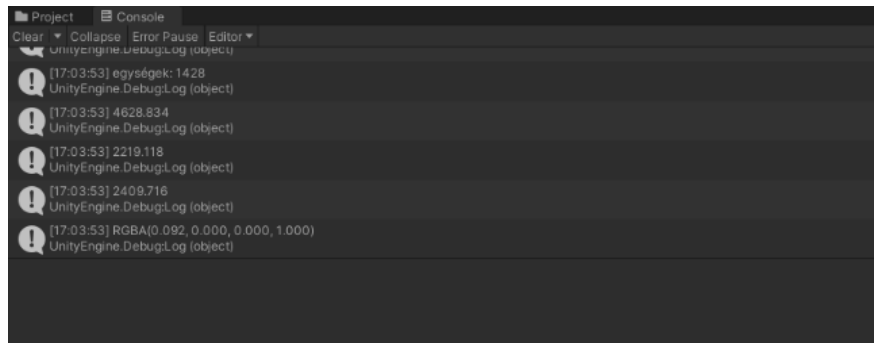 Project
Console
Clear Collapse Error Pause Editor
UnityEngine.Debug:Log (object)
[17:03:53] egységek: 1428
UnityEngine.Debug:Log (object)
[17:03:53] 4628.834
UnityEngine.Debug:Log (object)
[17:03:53] 2219.118
UnityEngine.Debug:Log (object)
[17:03:53] 2409.716
UnityEngine.Debug:Log (object)
[17:03:53] RGBA(0.092, 0.000, 0.000, 1.000)
UnityEngine.Debug:Log (object)